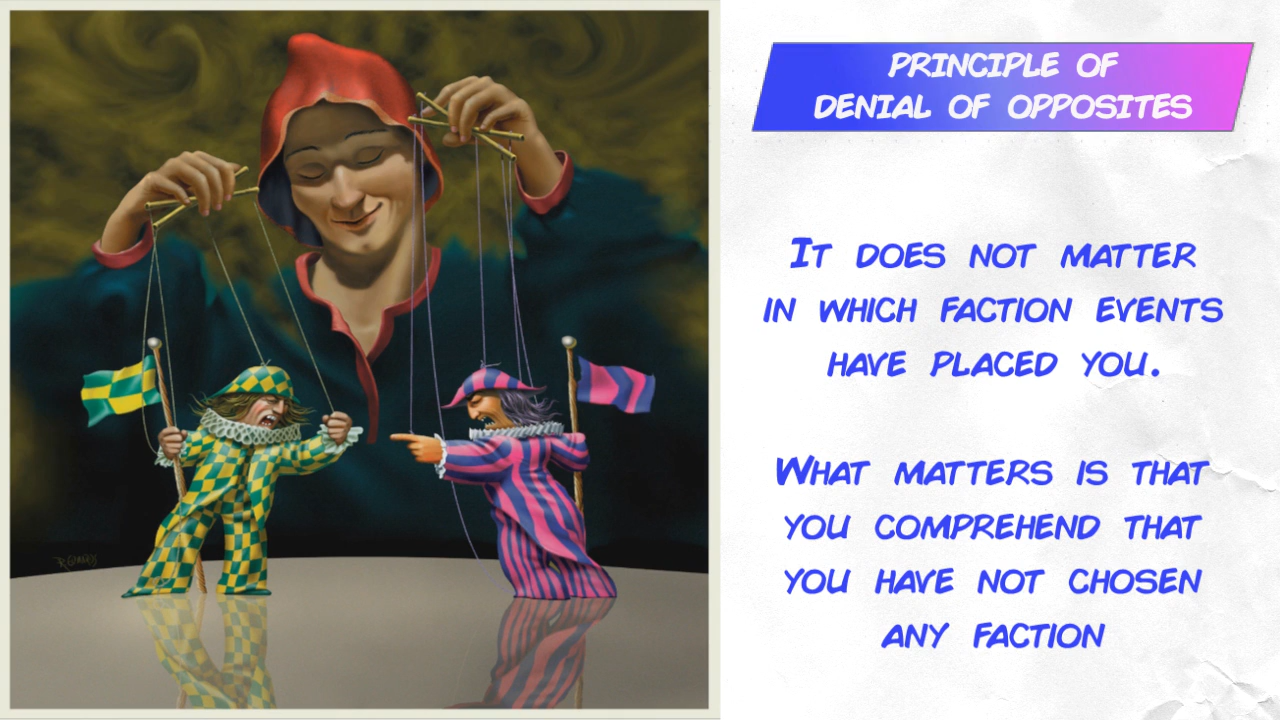 PRINCIPLE OF
DENIAL OF OPPOSITES
IT DOES NOT MATTER
IN WHICH FACTION EVENTS
HAVE PLACED YOU.
WHAT MATTERS IS THAT
YOU COMPREHEND THAT
YOU HAVE NOT CHOSEN
ANY FACTION